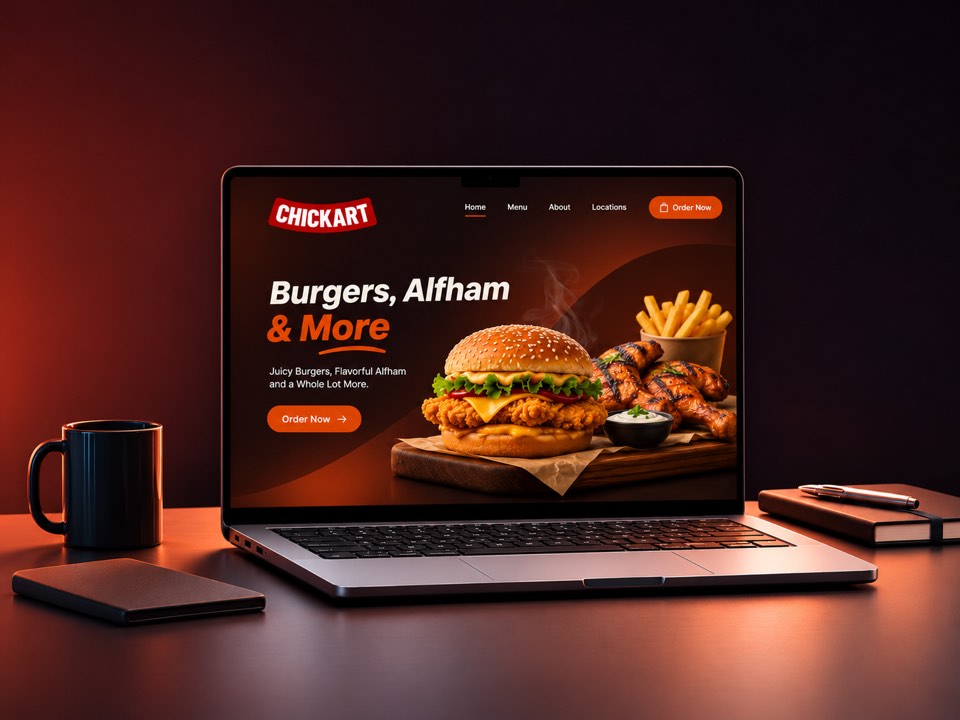 CHICKART
Home Menu About Locations Order Now
Burgers, Alfham
& More
Juicy Burgers, Flavorful Alfham
and a Whole Lot More.
Order Now